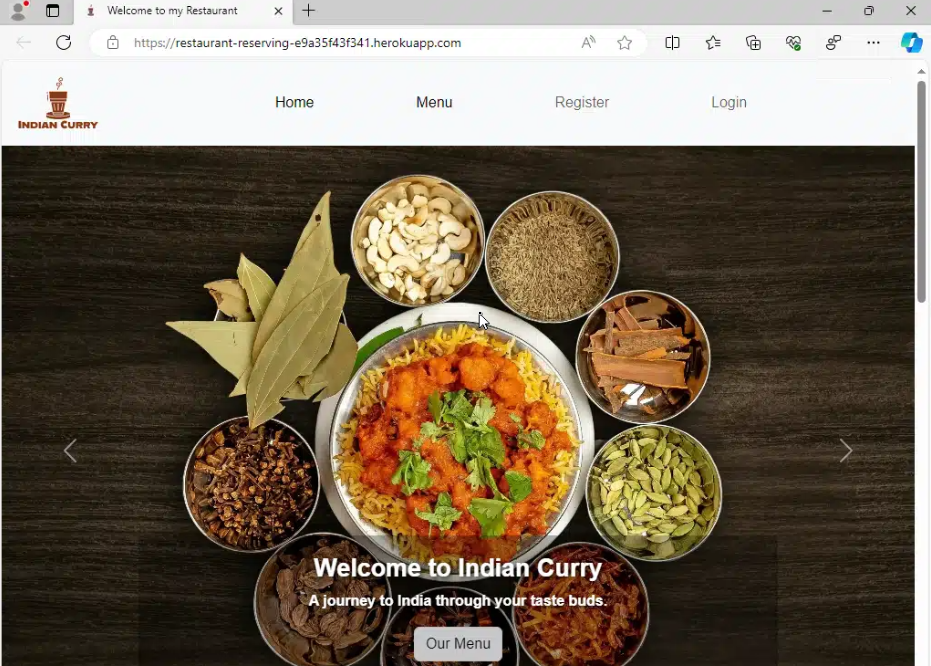 Welcome to my Restaurant
https://restaurant-reserving-e9a35f43f341.herokuapp.com
INDIAN CURRY
Home
Menu
Register
Login
Welcome to Indian Curry
A journey to India through your taste buds.
Our Menu